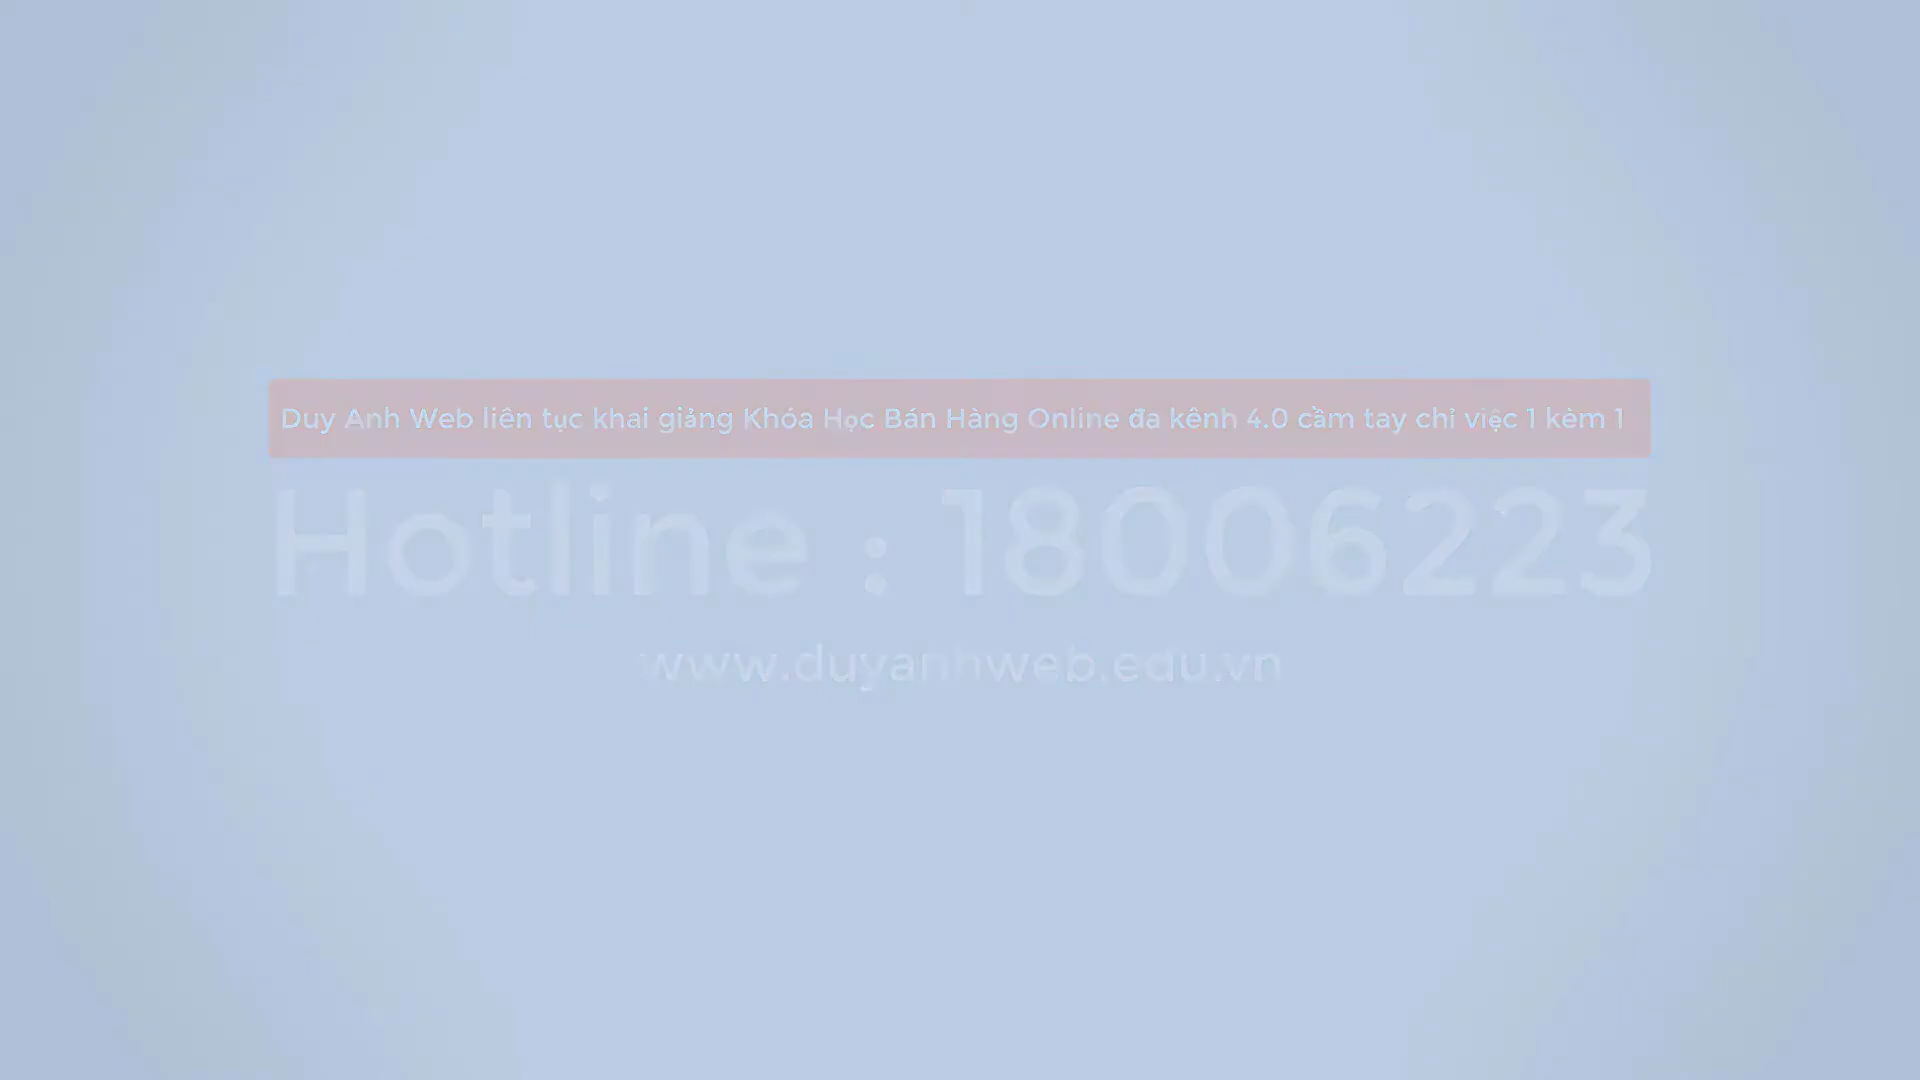 Duy Anh Web liên tục khai giảng Khóa Học Bán Hàng Online đa kênh 4.0 cầm tay chỉ việc 1 kèm 1
Hotline : 18006223
www.duyanhweb.edu.vn